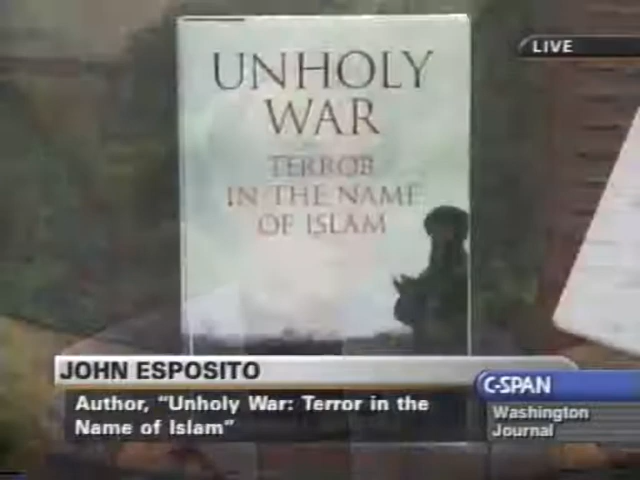 UNHOLY
WAR
TERROR
IN THE NAME
OF ISLAM
LIVE
JOHN ESPOSITO
Author, “Unholy War: Terror in the
Name of Islam”
C-SPAN
Washington
Journal